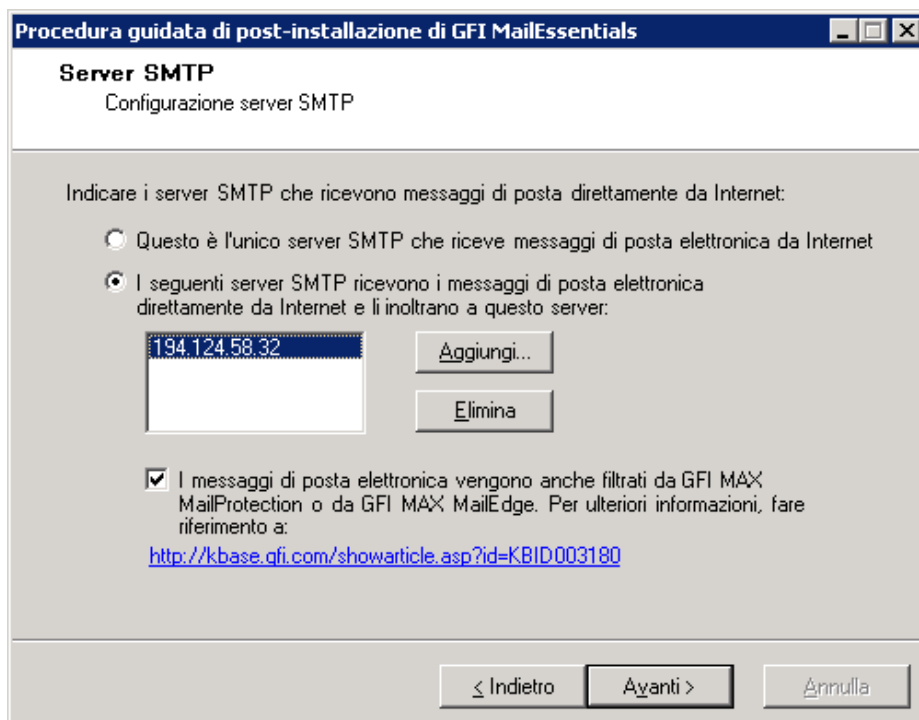 Procedura guidata di post-installazione di GFI MailEssentials
Server SMTP
Configurazione server SMTP
Indicare i server SMTP che ricevono messaggi di posta direttamente da Internet:
Questo è l'unico server SMTP che riceve messaggi di posta elettronica da Internet
I seguenti server SMTP ricevono i messaggi di posta elettronica
direttamente da Internet e li inoltrano a questo server:
194.124.58.32
Aggiungi...
Elimina
I messaggi di posta elettronica vengono anche filtrati da GFI MAX
MailProtection o da GFI MAX MailEdge. Per ulteriori informazioni, fare
riferimento a:
http://kbase.gfi.com/showarticle.asp?id=KBID003180
< Indietro
Avanti >
Annulla